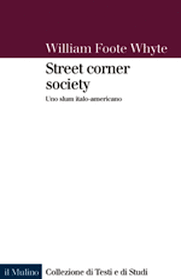 William Foote Whyte
Street corner
society
Uno slum italo-americano
il Mulino
Collezione di Testi e di Studi